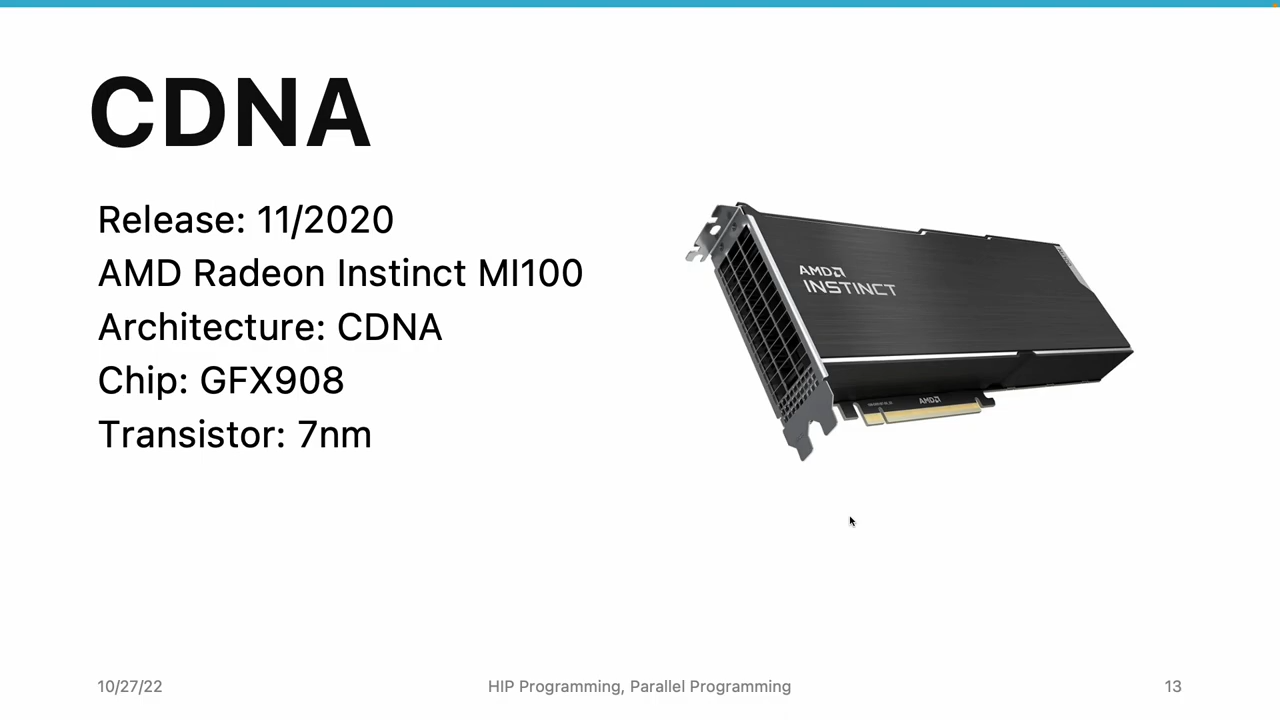 CDNA
Release: 11/2020
AMD Radeon Instinct MI100
Architecture: CDNA
Chip: GFX908
Transistor: 7nm
AMD
INSTINCT
AMD
10/27/22
HIP Programming, Parallel Programming
13